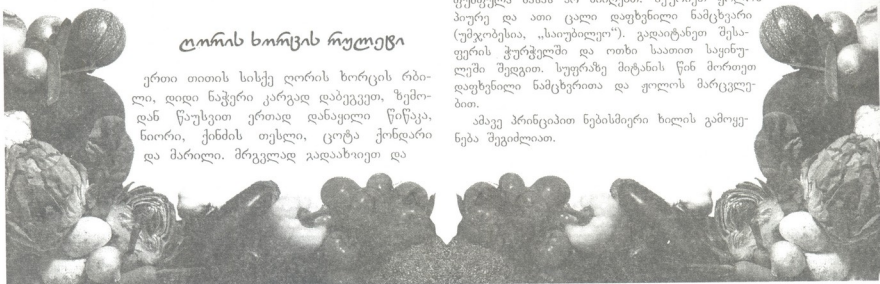 ღორის ხორცის რულეტი
ერთი თითის სისქე ღორის ხორცის რბი-
ლი, დიდი ნაჭერი კარგად დაბეგვეთ, ზემო-
დან წაუსვით ერთად დანაყილი წიწაკა,
ნიორი, ქინძის თესლი, ცოტა ქონდარი
და მარილი. მრგვლად გადაახვიეთ და
პიურე და ათი ცალი დაფხვნილი ნამცხვარი
(უმჯობესია, „საიუბილეო“). გადაიტანეთ შესა-
ფერის ჭურჭელში და ოთხი საათით საყინუ-
ლეში შედგით. სუფრაზე მიტანის წინ მორთეთ
დაფხვნილი ნამცხვრითა და ჟოლოს მარცვლე-
ბით.
ამავე პრინციპით ნებისმიერი ხილის გამოყე-
ნება შეგიძლიათ.